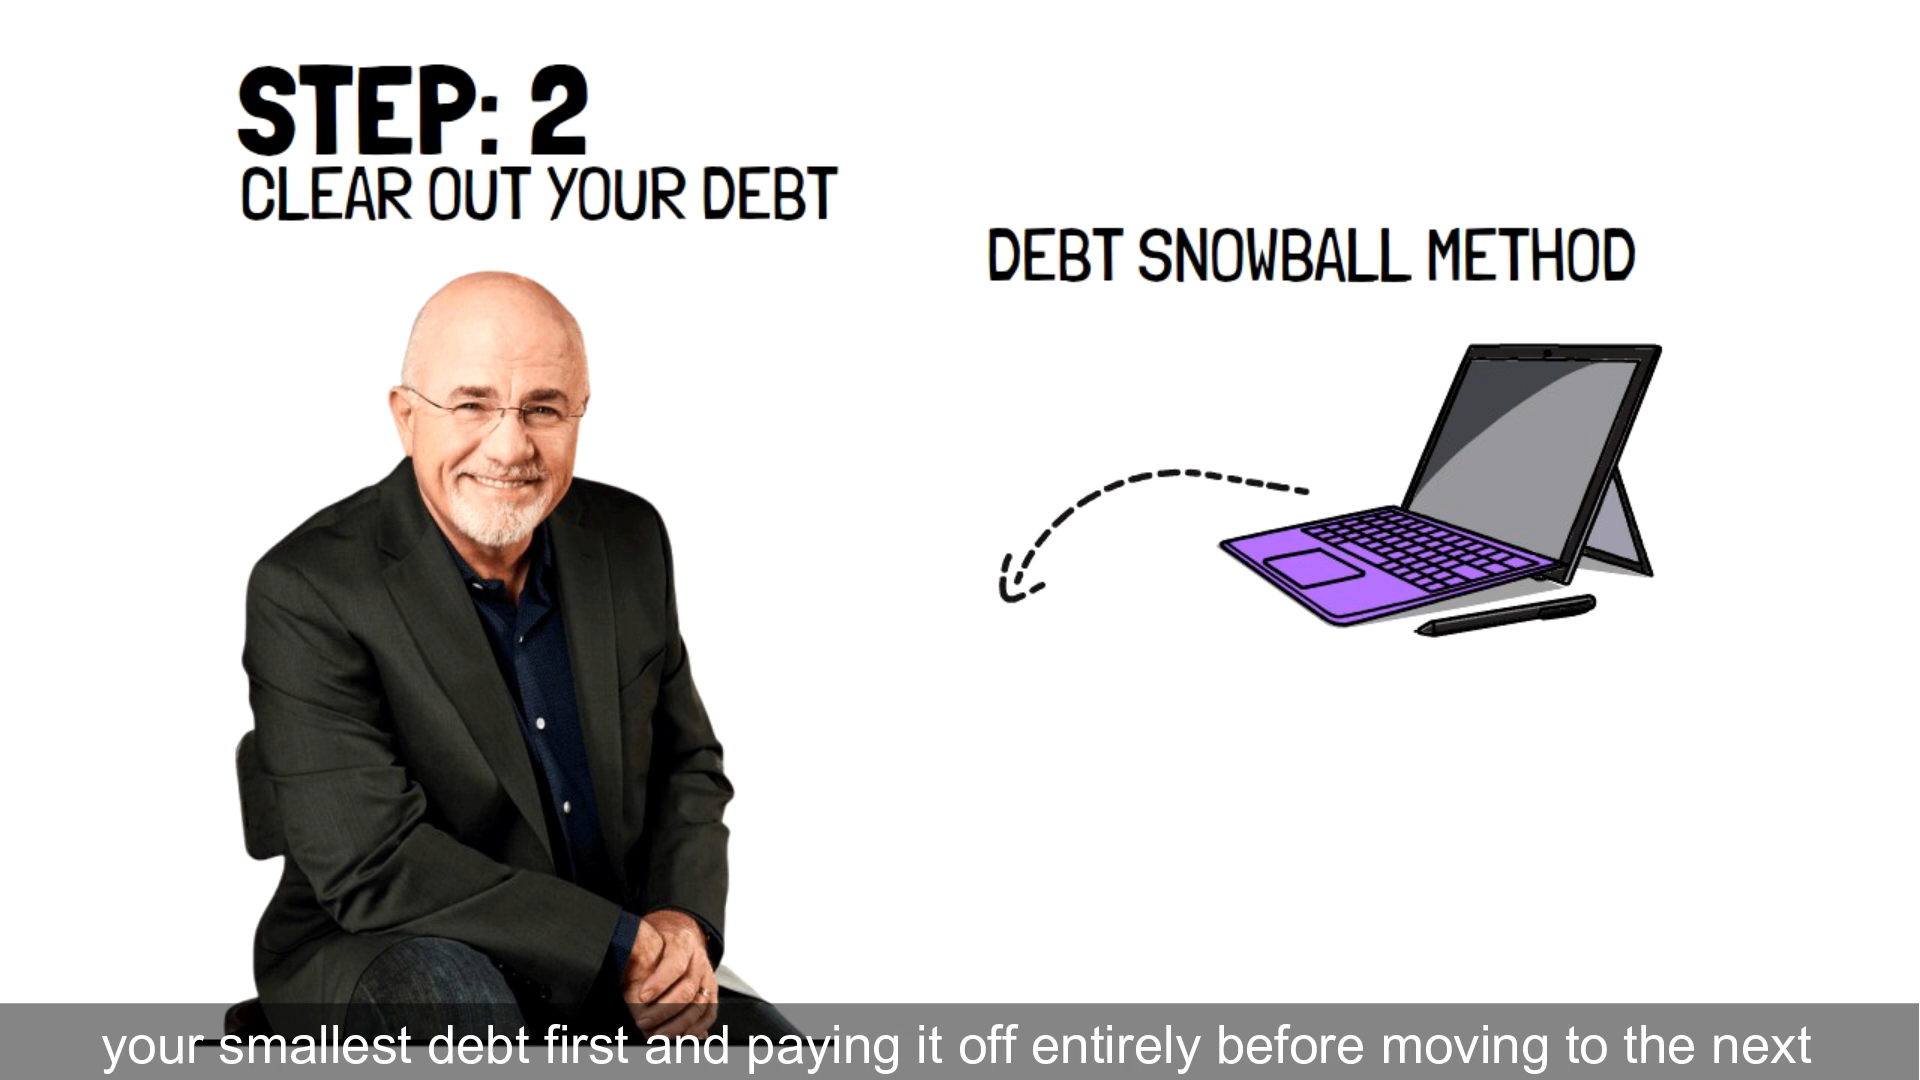 STEP: 2
CLEAR OUT YOUR DEBT
DEBT SNOWBALL METHOD
your smallest debt first and paying it off entirely before moving to the next